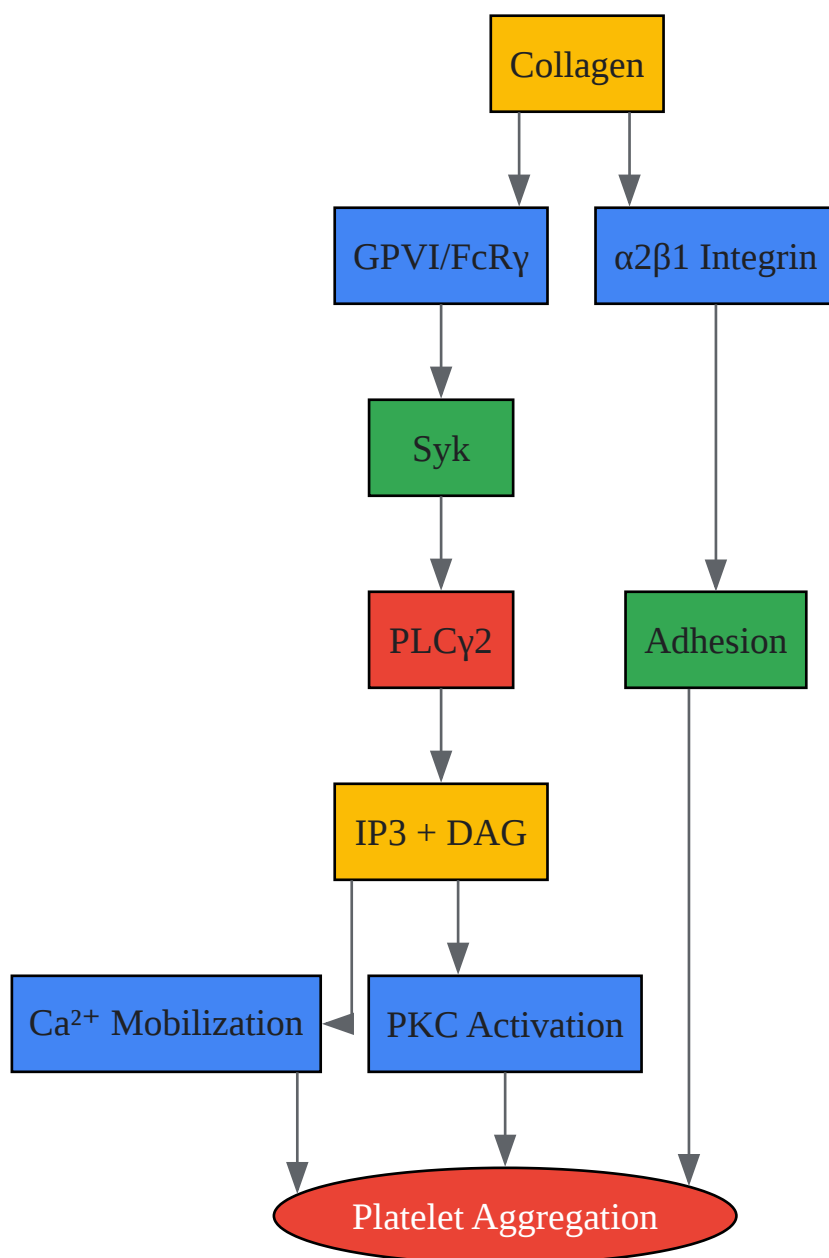 Collagen
GPVI/FcRγ
α2β1 Integrin
Syk
PLCγ2
Adhesion
IP3 + DAG
Ca²⁺ Mobilization
PKC Activation
Platelet Aggregation